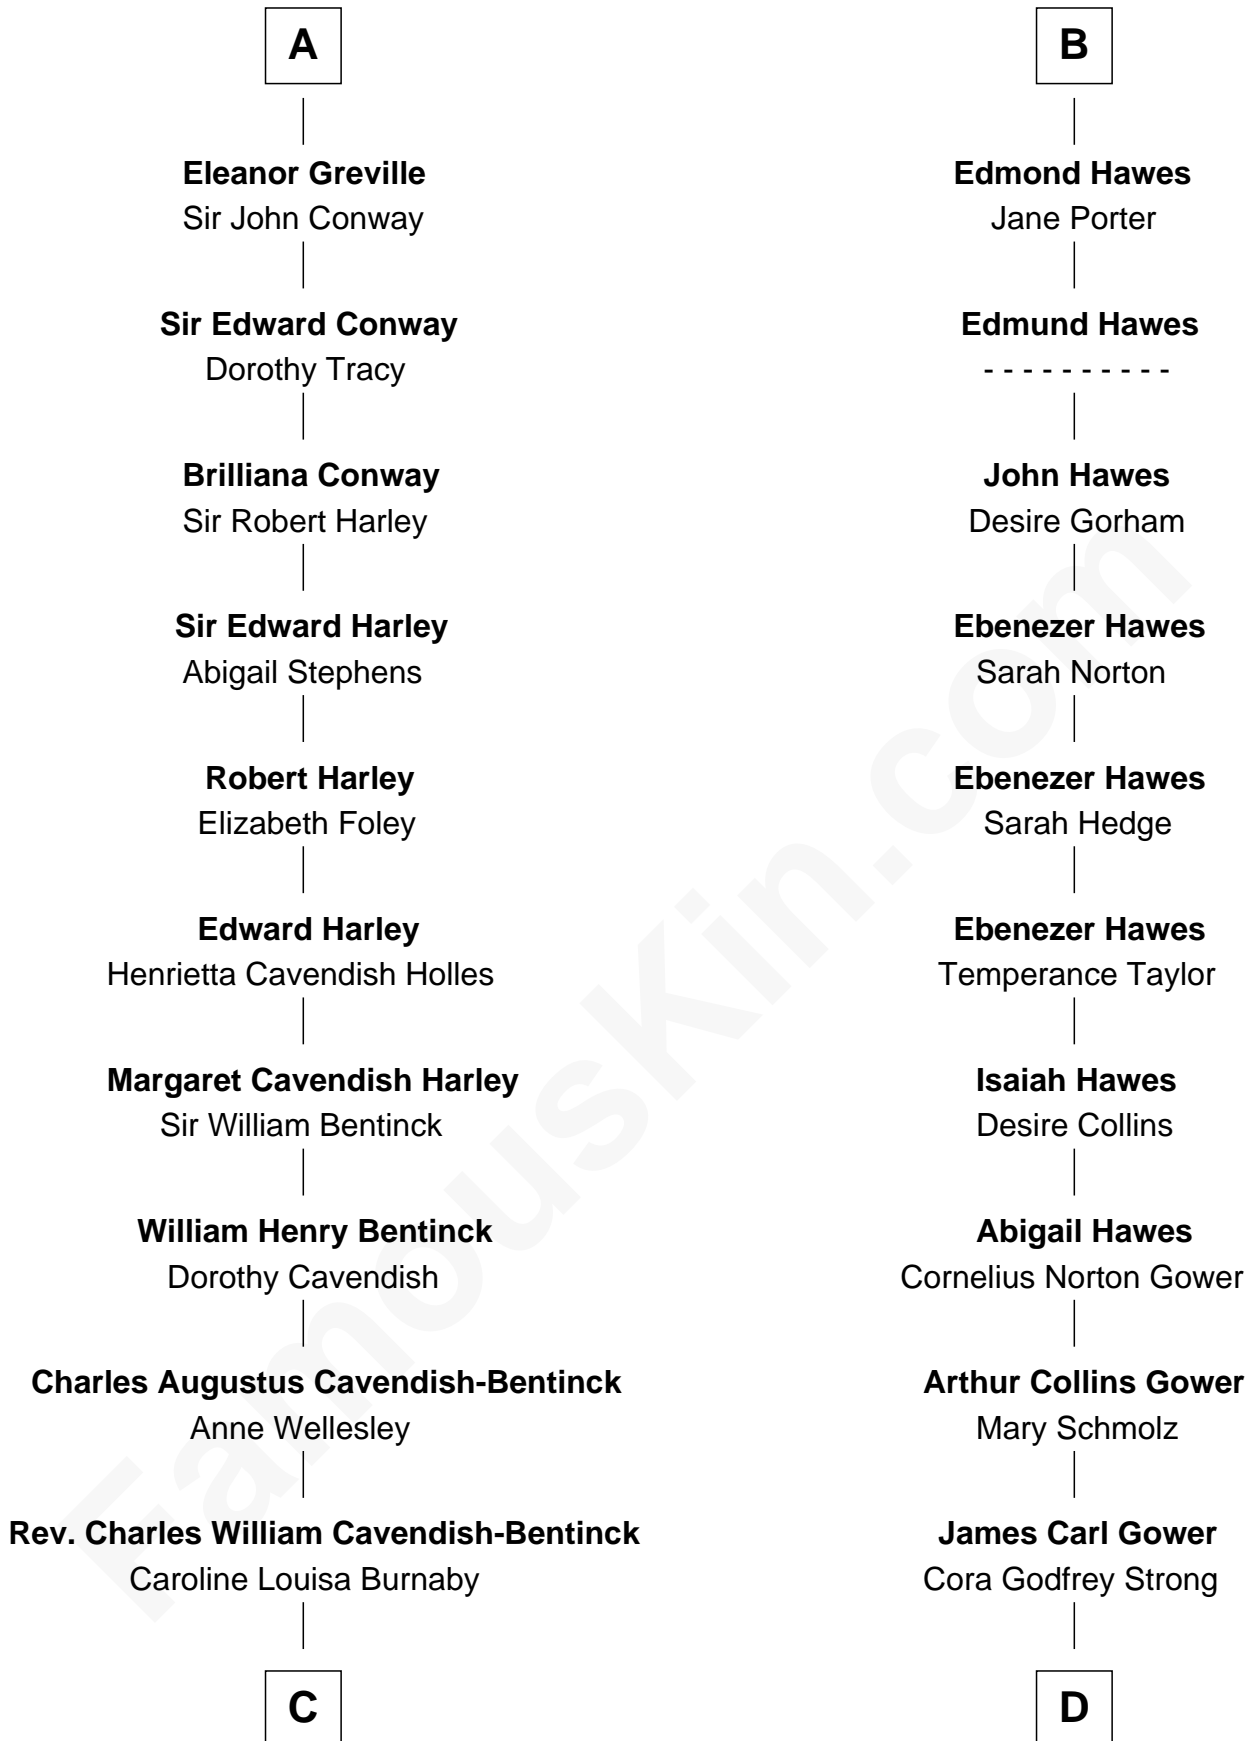 A
Eleanor Greville
Sir John Conway
Sir Edward Conway
Dorothy Tracy
Brilliana Conway
Sir Robert Harley
Sir Edward Harley
Abigail Stephens
Robert Harley
Elizabeth Foley
Edward Harley
Henrietta Cavendish Holles
Margaret Cavendish Harley
Sir William Bentinck
William Henry Bentinck
Dorothy Cavendish
Charles Augustus Cavendish-Bentinck
Anne Wellesley
Rev. Charles William Cavendish-Bentinck
Caroline Louisa Burnaby
C
B
Edmond Hawes
Jane Porter
Edmund Hawes
- - - - - - - - - -
John Hawes
Desire Gorham
Ebenezer Hawes
Sarah Norton
Ebenezer Hawes
Sarah Hedge
Ebenezer Hawes
Temperance Taylor
Isaiah Hawes
Desire Collins
Abigail Hawes
Cornelius Norton Gower
Arthur Collins Gower
Mary Schmolz
James Carl Gower
Cora Godfrey Strong
D
FamousKin.com